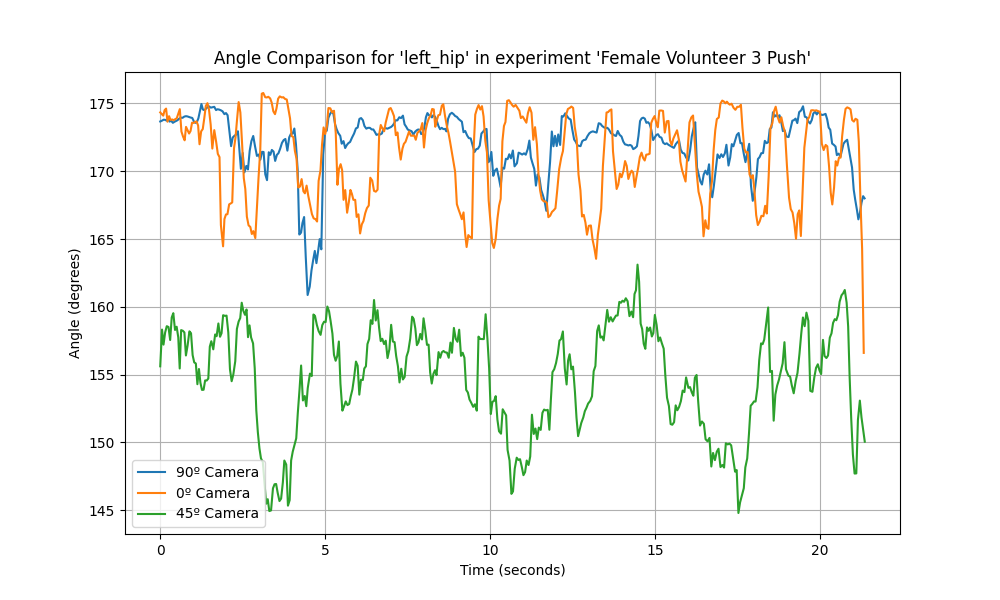 Angle Comparison for 'left_hip' in experiment 'Female Volunteer 3 Push'
Angle (degrees)
175
170
165
160
155
150
145
90º Camera
0º Camera
45º Camera
0
5
10
15
20
Time (seconds)